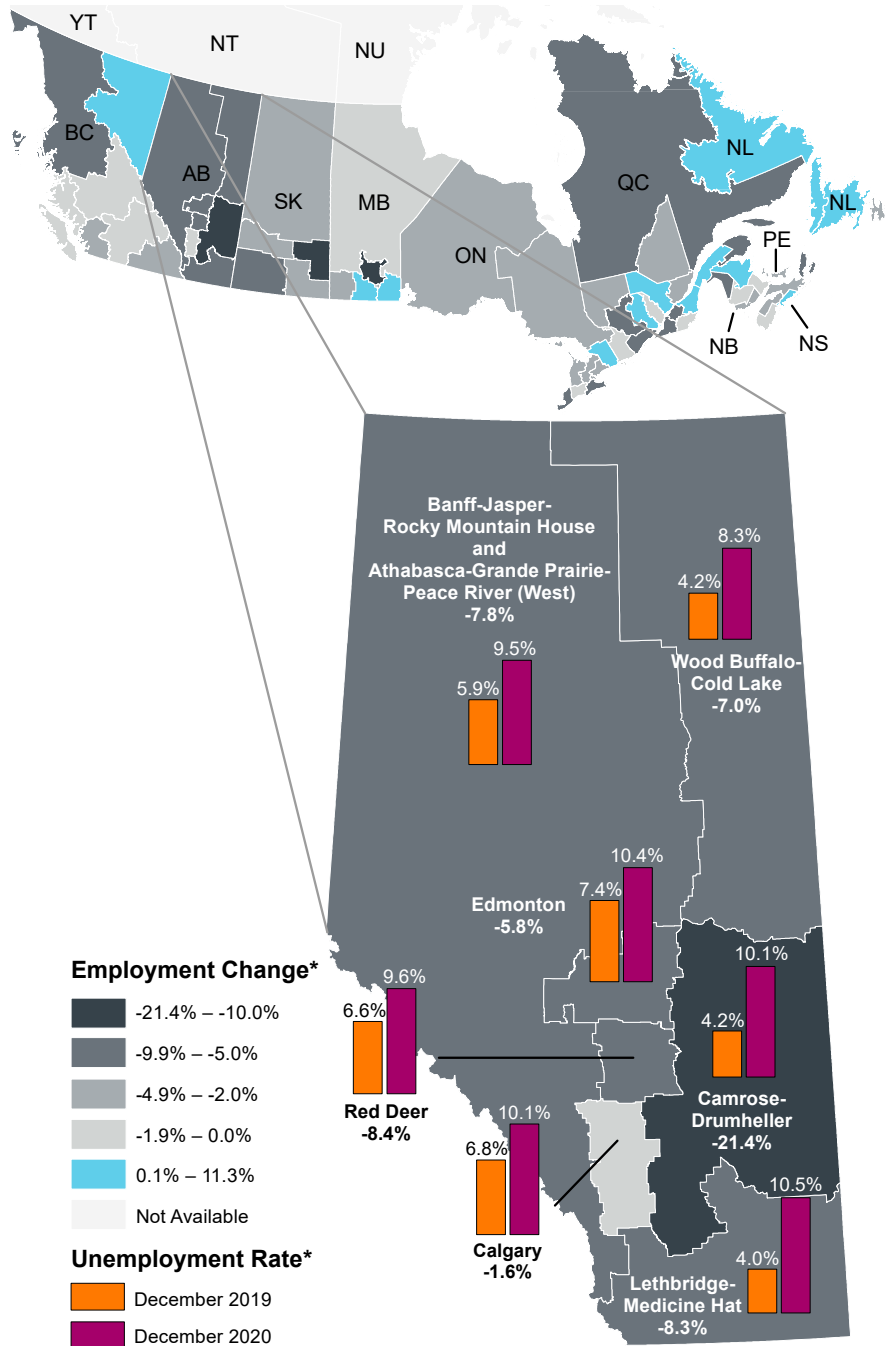 YT
NT
NU
BC
AB
SK
MB
ON
QC
NL
NL
PE
NB
NS
Banff-Jasper-
Rocky Mountain House
and
Athabasca-Grande Prairie-
Peace River (West)
-7.8%
5.9%
9.5%
4.2%
8.3%
Wood Buffalo-
Cold Lake
-7.0%
Edmonton
-5.8%
7.4%
10.4%
6.6%
9.6%
Red Deer
-8.4%
4.2%
10.1%
Camrose-
Drumheller
-21.4%
6.8%
10.1%
Calgary
-1.6%
4.0%
10.5%
Lethbridge-
Medicine Hat
-8.3%
Employment Change*
-21.4% – -10.0%
-9.9% – -5.0%
-4.9% – -2.0%
-1.9% – 0.0%
0.1% – 11.3%
Not Available
Unemployment Rate*
December 2019
December 2020